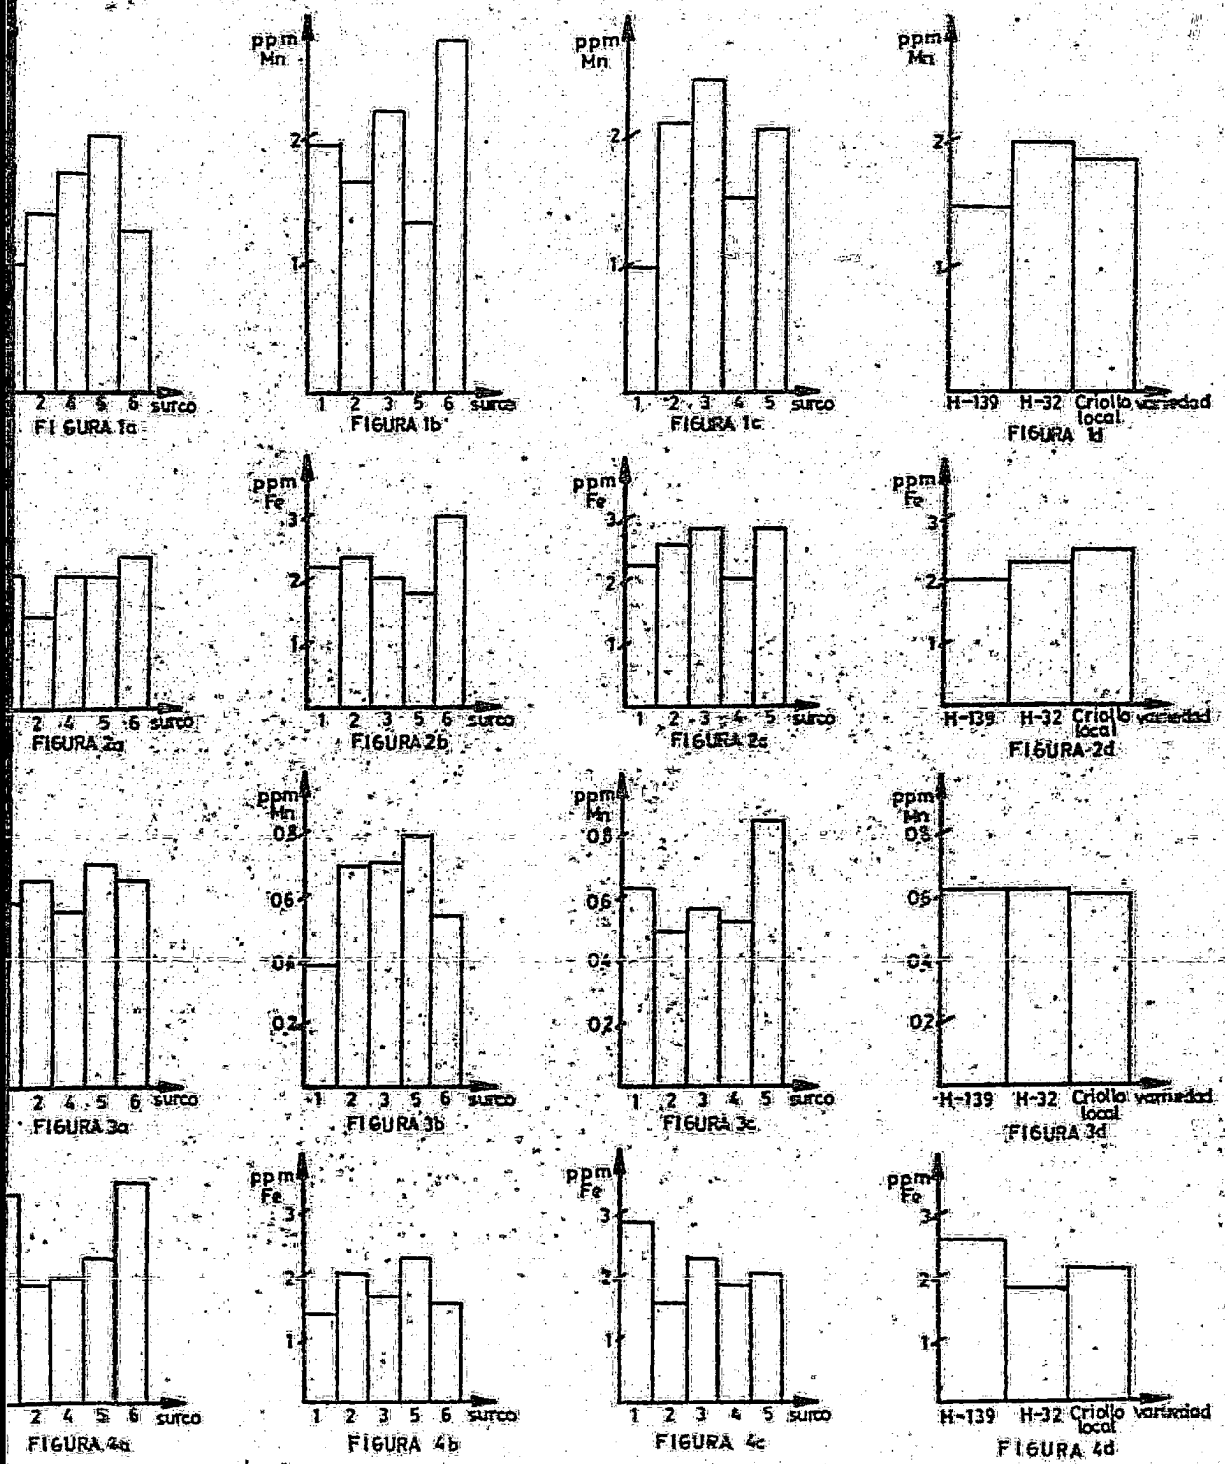 ppm ppm ppm
Mn Mn Mn
2 2 2
1 1 1
2 4 5 6 surco 1 2 3 5 6 surco 1 2 3 4 5 surco H-139 H-32 Criollo variedad
local
FIGURA 1a FIGURA 1b FIGURA 1c FIGURA 1d
ppm ppm ppm
Fe Fe Fe
3 3 3
2 2 2
1 1 1
2 4 5 6 surco 1 2 3 5 6 surco 1 2 3 4 5 surco H-139 H-32 Criollo variedad
local
FIGURA 2a FIGURA 2b FIGURA 2c FIGURA 2d
ppm ppm ppm
Mn Mn Mn
0.8 0.8 0.8
0.6 0.6 0.6
0.4 0.4 0.4
0.2 0.2 0.2
2 4 5 6 surco 1 2 3 5 6 surco 1 2 3 4 5 surco H-139 H-32 Criollo variedad
local
FIGURA 3a FIGURA 3b FIGURA 3c FIGURA 3d
ppm ppm ppm
Fe Fe Fe
3 3 3
2 2 2
1 1 1
2 4 5 6 surco 1 2 3 5 6 surco 1 2 3 4 5 surco H-139 H-32 Criollo variedad
local
FIGURA 4a FIGURA 4b FIGURA 4c FIGURA 4d